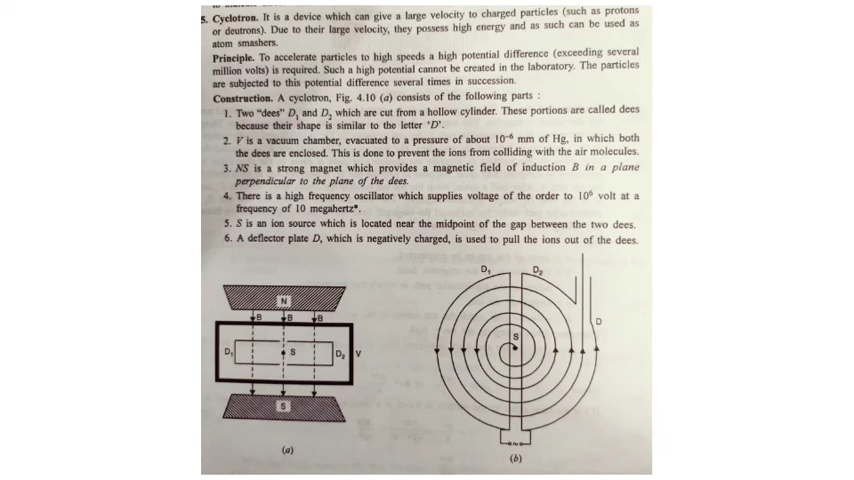 5. Cyclotron. It is a device which can give a large velocity to charged particles (such as protons
or deutrons). Due to their large velocity, they possess high energy and as such can be used as
atom smashers.
Principle. To accelerate particles to high speeds a high potential difference (exceeding several
million volts) is required. Such a high potential cannot be created in the laboratory. The particles
are subjected to this potential difference several times in succession.
Construction. A cyclotron, Fig. 4.10 (a) consists of the following parts :
1. Two “dees” D₁ and D₂ which are cut from a hollow cylinder. These portions are called dees
because their shape is similar to the letter ‘D’.
2. V is a vacuum chamber, evacuated to a pressure of about 10⁻⁶ mm of Hg, in which both
the dees are enclosed. This is done to prevent the ions from colliding with the air molecules.
3. NS is a strong magnet which provides a magnetic field of induction B in a plane
perpendicular to the plane of the dees.
4. There is a high frequency oscillator which supplies voltage of the order to 10⁶ volt at a
frequency of 10 megahertz*.
5. S is an ion source which is located near the midpoint of the gap between the two dees.
6. A deflector plate D, which is negatively charged, is used to pull the ions out of the dees.
N
B B B
D₁ S D₂ V
S
(a)
D₁ D₂
D
S
(b)